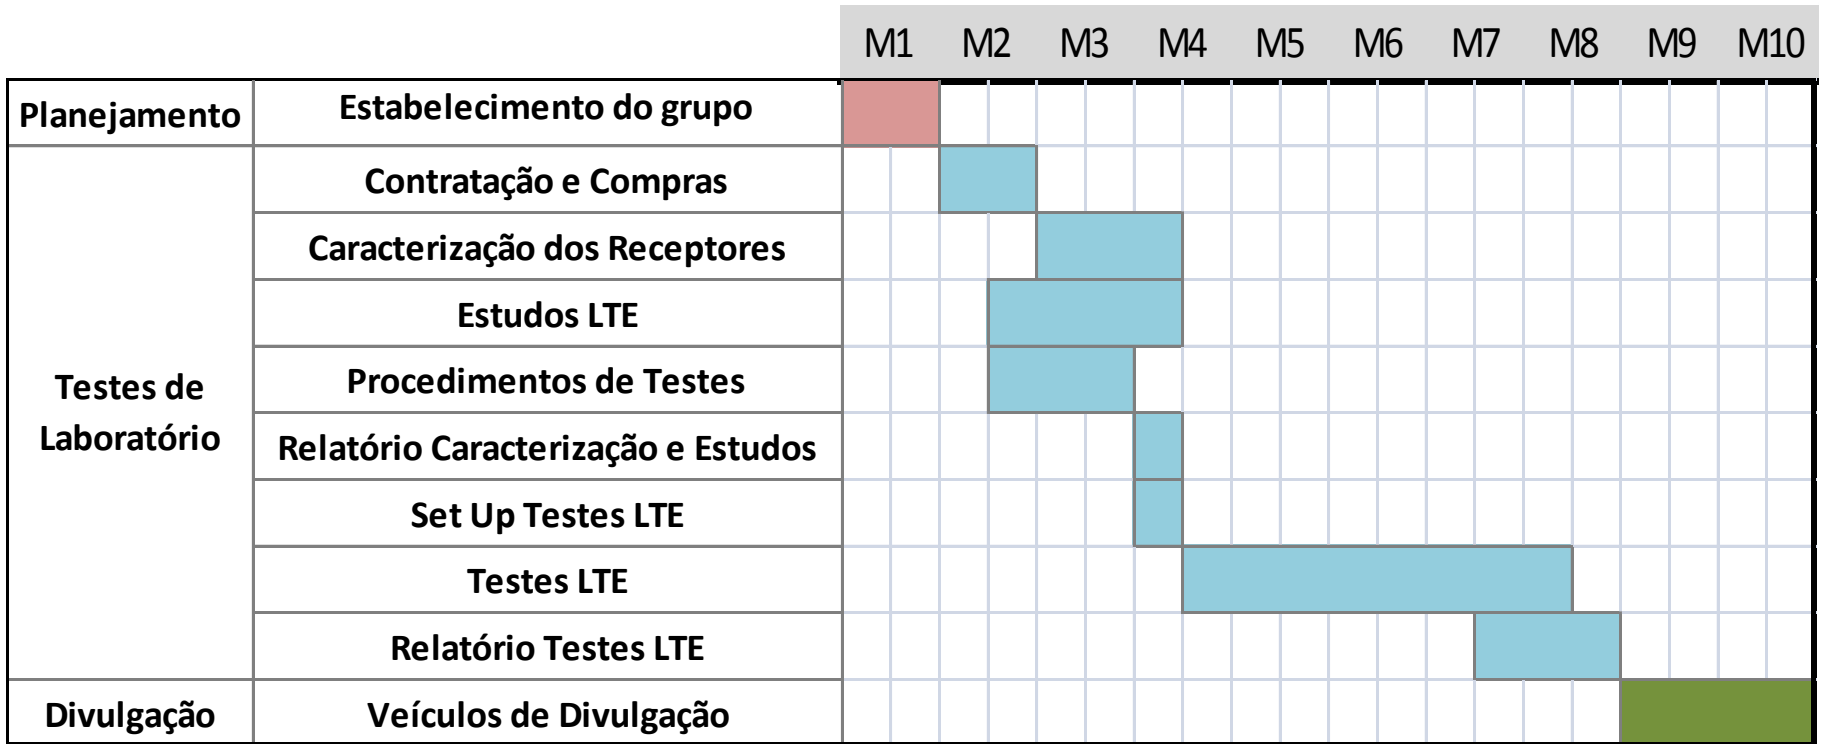 M1 M2 M3 M4 M5 M6 M7 M8 M9 M10
Planejamento
Estabelecimento do grupo
Testes de
Laboratório
Contratação e Compras
Caracterização dos Receptores
Estudos LTE
Procedimentos de Testes
Relatório Caracterização e Estudos
Set Up Testes LTE
Testes LTE
Relatório Testes LTE
Divulgação
Veículos de Divulgação